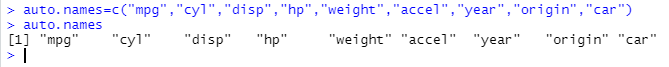 > auto.names=c("mpg","cyl","disp","hp","weight","accel","year","origin","car")
> auto.names
[1] "mpg"    "cyl"    "disp"   "hp"     "weight" "accel"  "year"   "origin" "car"
>